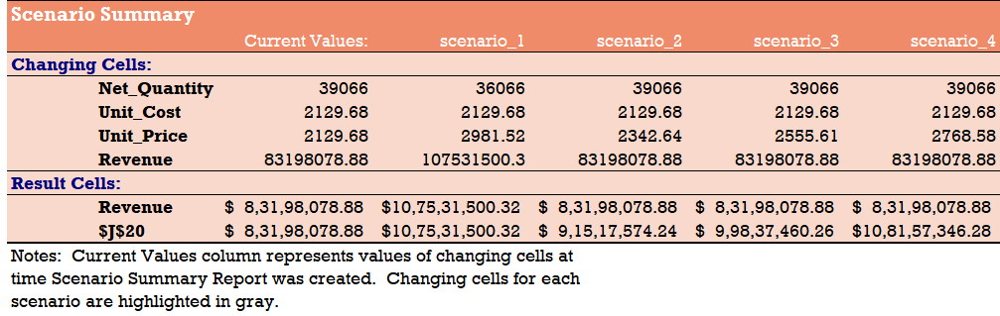 Scenario Summary
Current Values: scenario_1 scenario_2 scenario_3 scenario_4
Changing Cells:
Net_Quantity 39066 36066 39066 39066 39066
Unit_Cost 2129.68 2129.68 2129.68 2129.68 2129.68
Unit_Price 2129.68 2981.52 2342.64 2555.61 2768.58
Revenue 83198078.88 107531500.3 83198078.88 83198078.88 83198078.88
Result Cells:
Revenue $ 8,31,98,078.88 $10,75,31,500.32 $ 8,31,98,078.88 $ 8,31,98,078.88 $ 8,31,98,078.88
$J$20 $ 8,31,98,078.88 $10,75,31,500.32 $ 9,15,17,574.24 $ 9,98,37,460.26 $10,81,57,346.28
Notes: Current Values column represents values of changing cells at
time Scenario Summary Report was created. Changing cells for each
scenario are highlighted in gray.